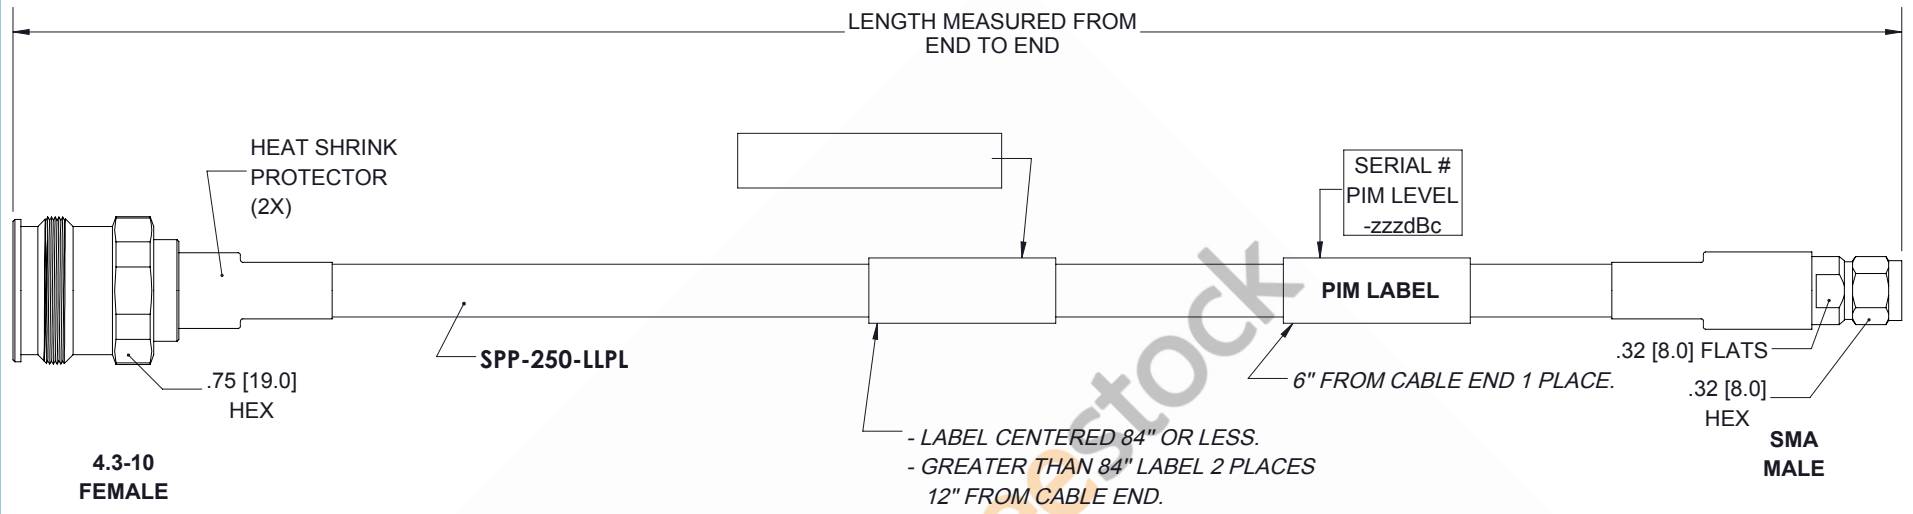 LENGTH MEASURED FROM
END TO END
HEAT SHRINK
PROTECTOR
(2X)
SERIAL #
PIM LEVEL
-zzzdBc
PIM LABEL
SPP-250-LLPL
.75 [19.0]
HEX
6" FROM CABLE END 1 PLACE.
.32 [8.0] FLATS
.32 [8.0]
HEX
- LABEL CENTERED 84" OR LESS.
- GREATER THAN 84" LABEL 2 PLACES
12" FROM CABLE END.
4.3-10
FEMALE
SMA
MALE
estock